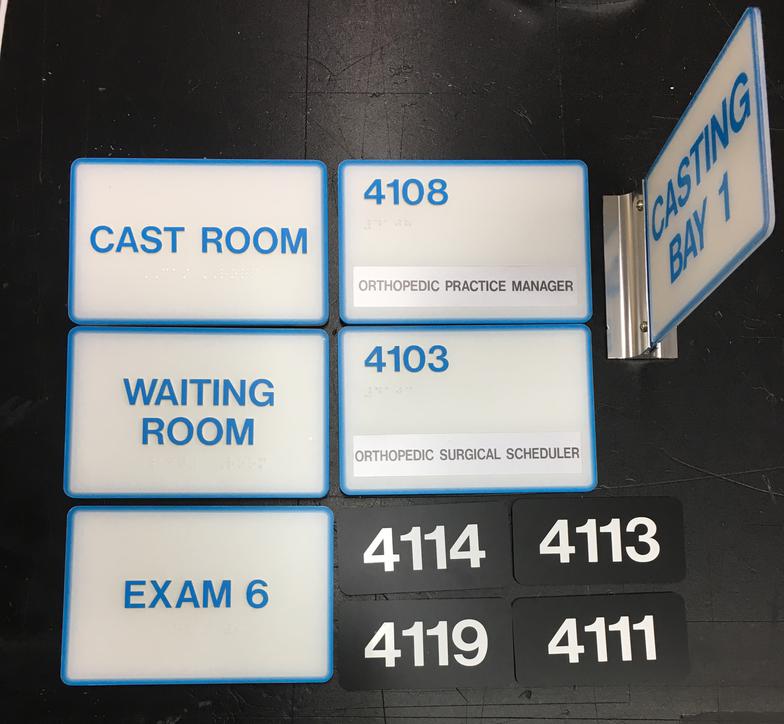 CAST ROOM
4108
ORTHOPEDIC PRACTICE MANAGER
CASTING
BAY 1
WAITING
ROOM
4103
ORTHOPEDIC SURGICAL SCHEDULER
EXAM 6
4114
4113
4119
4111